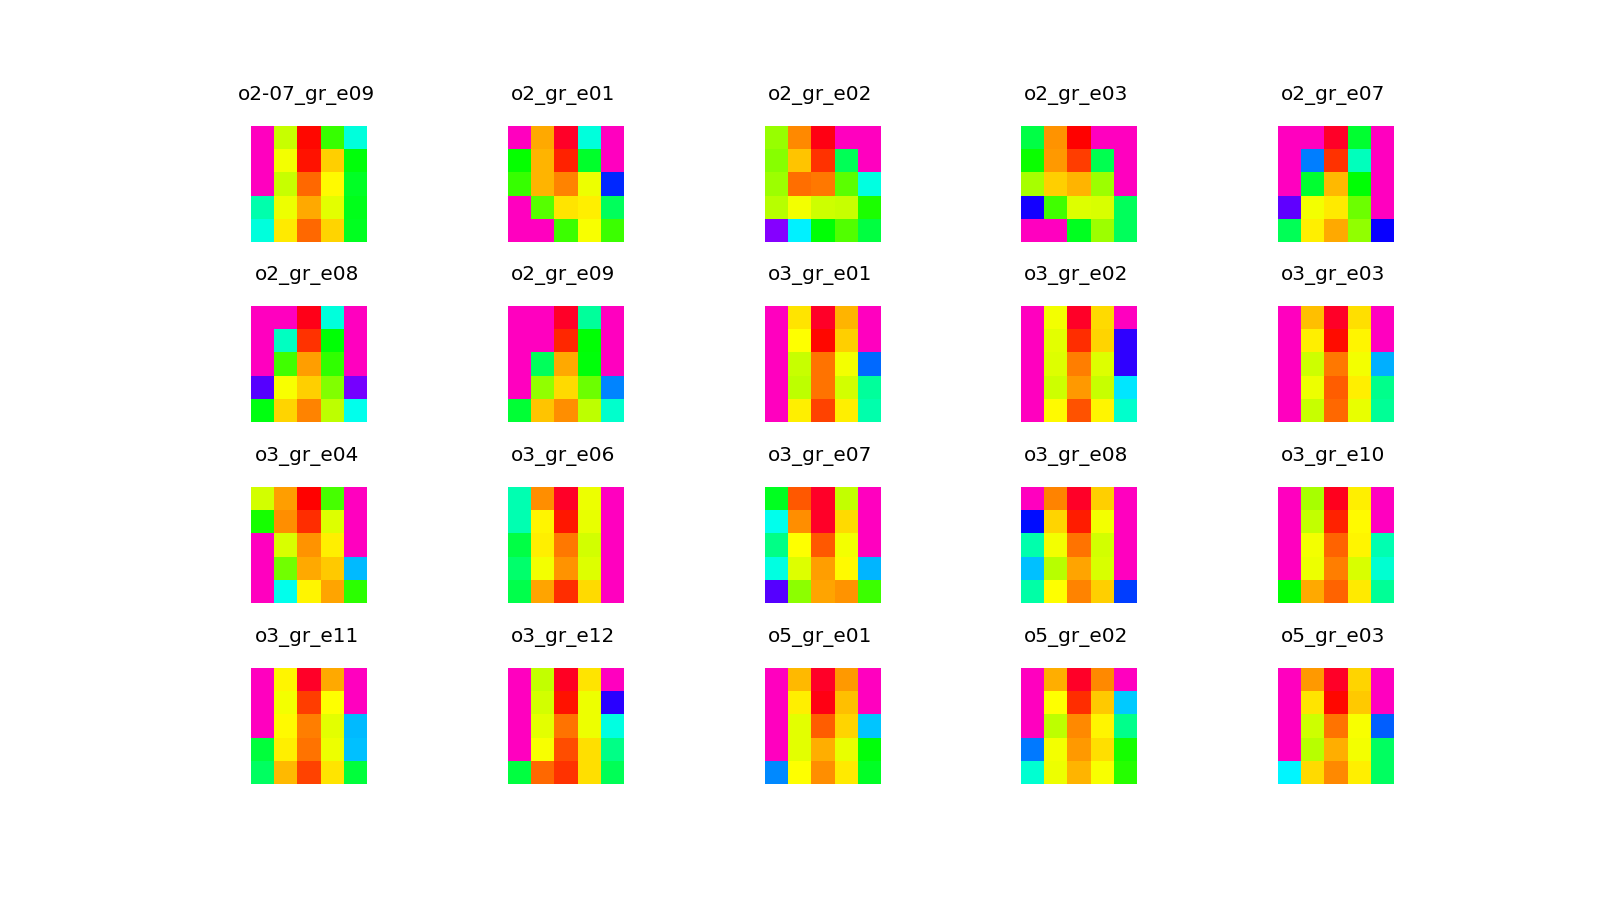 o2-07_gr_e09 o2_gr_e01 o2_gr_e02 o2_gr_e03 o2_gr_e07
o2_gr_e08 o2_gr_e09 o3_gr_e01 o3_gr_e02 o3_gr_e03
o3_gr_e04 o3_gr_e06 o3_gr_e07 o3_gr_e08 o3_gr_e10
o3_gr_e11 o3_gr_e12 o5_gr_e01 o5_gr_e02 o5_gr_e03